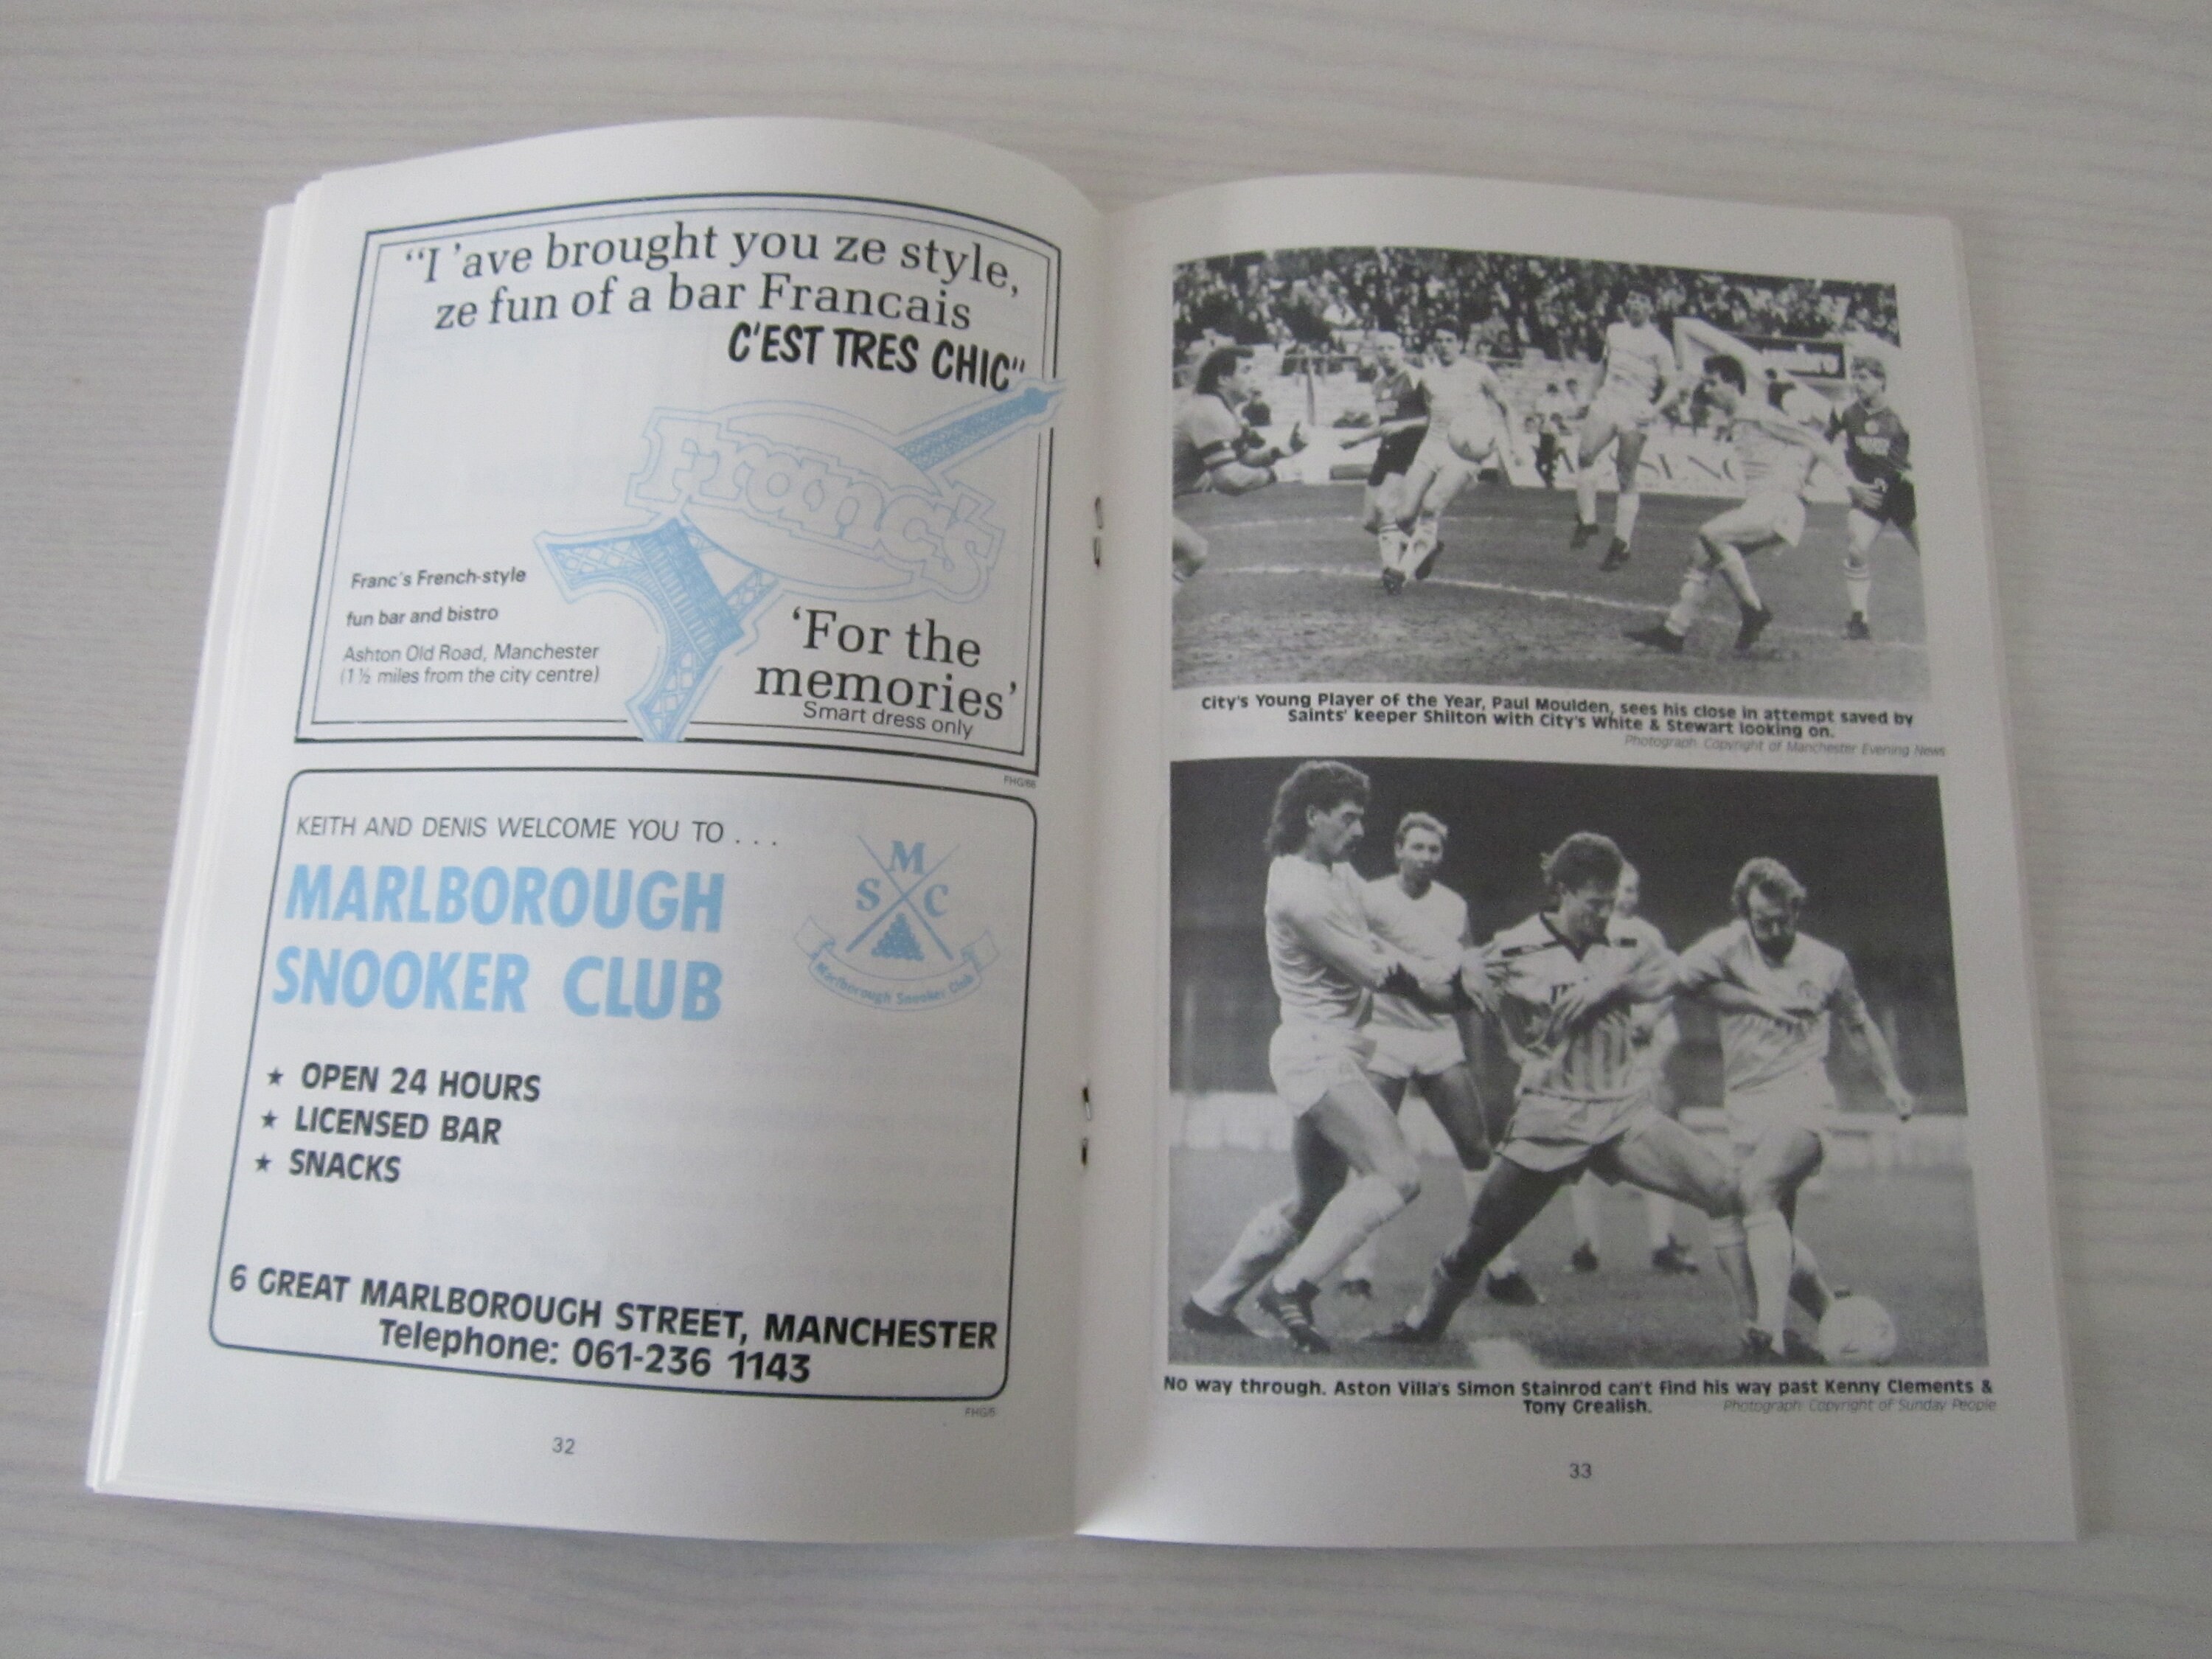 “I ’ave brought you ze style,
ze fun of a bar Francais
C'EST TRES CHIC”
Franc's
Franc's French-style
fun bar and bistro
Ashton Old Road, Manchester
(1½ miles from the city centre)
‘For the
memories’
Smart dress only
FHG/66
KEITH AND DENIS WELCOME YOU TO . . .
MARLBOROUGH
SNOOKER CLUB
M
S C
Marlborough Snooker Club
★ OPEN 24 HOURS
★ LICENSED BAR
★ SNACKS
6 GREAT MARLBOROUGH STREET, MANCHESTER
Telephone: 061-236 1143
FHG/5
32
City's Young Player of the Year, Paul Moulden, sees his close in attempt saved by
Saints' keeper Shilton with City's White & Stewart looking on.
Photograph: Copyright of Manchester Evening News
No way through. Aston Villa's Simon Stainrod can't find his way past Kenny Clements &
Tony Grealish.
Photograph: Copyright of Sunday People
33